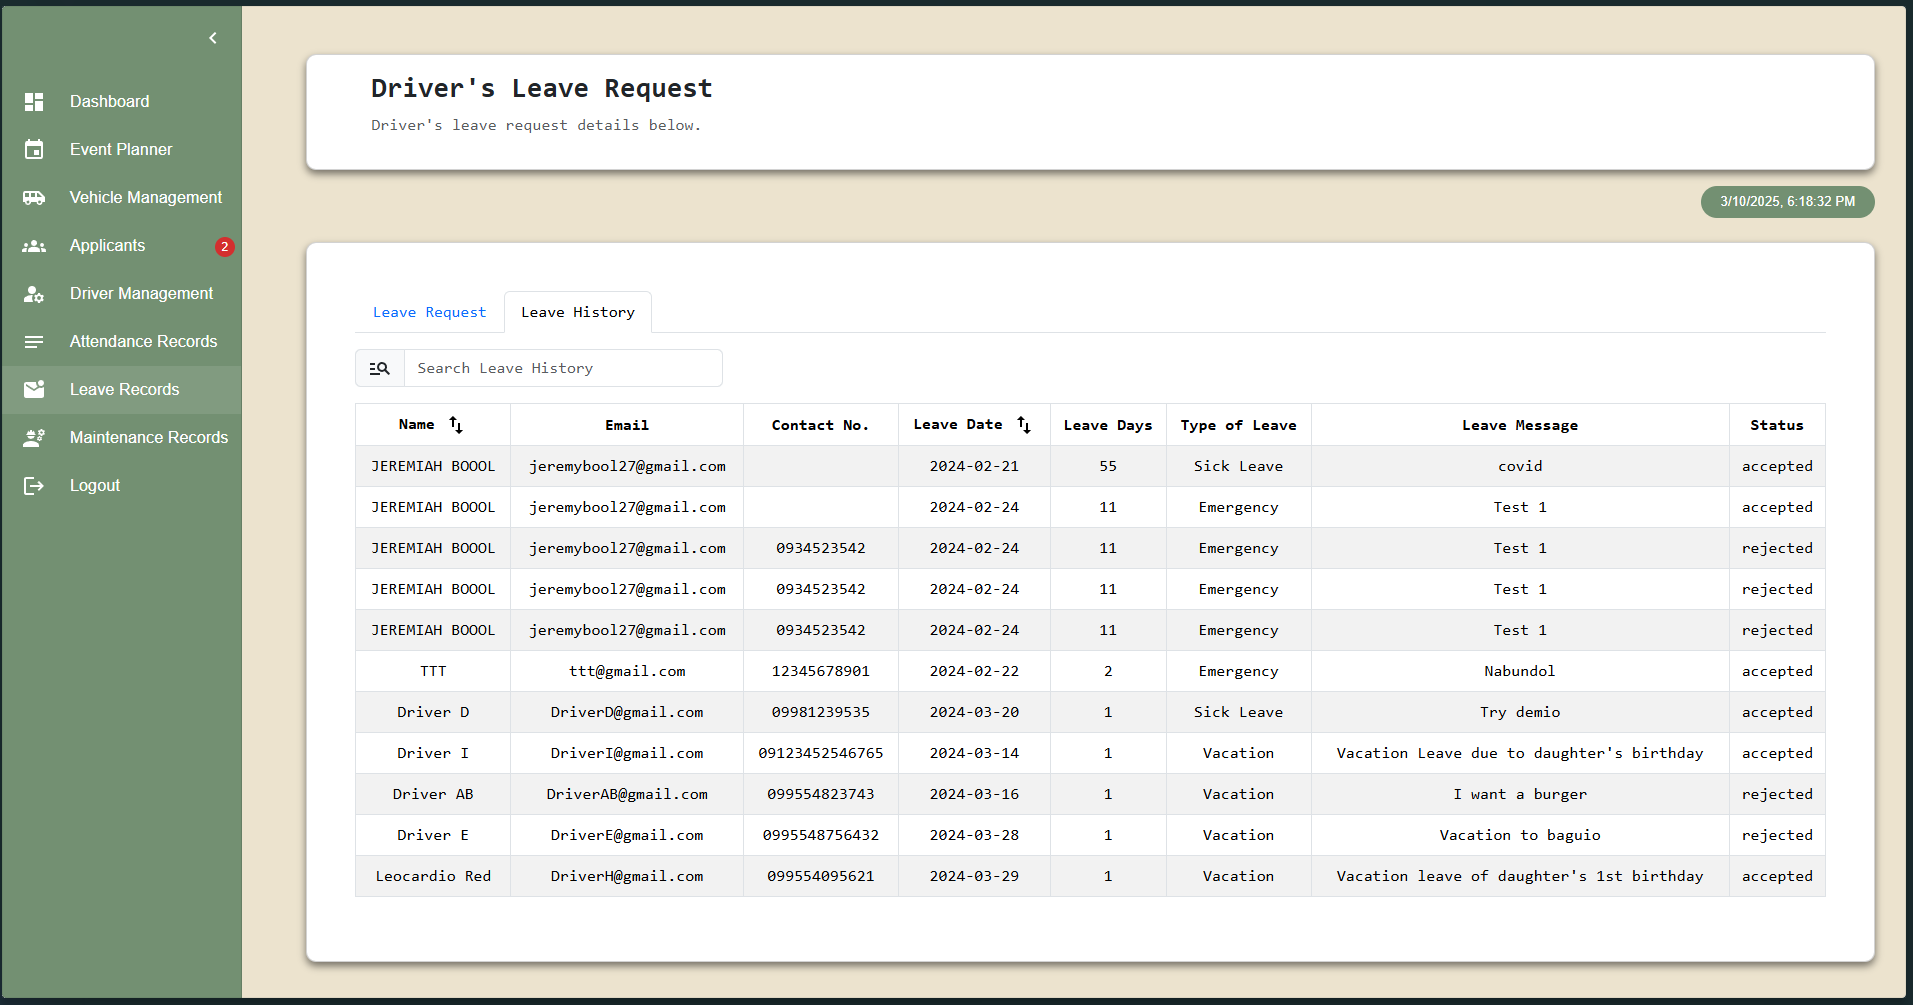 Dashboard
Event Planner
Vehicle Management
Applicants 2
Driver Management
Attendance Records
Leave Records
Maintenance Records
Logout
Driver's Leave Request
Driver's leave request details below.
3/10/2025, 6:18:32 PM
Leave Request Leave History
Search Leave History
Name Email Contact No. Leave Date Leave Days Type of Leave Leave Message Status
JEREMIAH BOOOL jeremybool27@gmail.com 2024-02-21 55 Sick Leave covid accepted
JEREMIAH BOOOL jeremybool27@gmail.com 2024-02-24 11 Emergency Test 1 accepted
JEREMIAH BOOOL jeremybool27@gmail.com 0934523542 2024-02-24 11 Emergency Test 1 rejected
JEREMIAH BOOOL jeremybool27@gmail.com 0934523542 2024-02-24 11 Emergency Test 1 rejected
JEREMIAH BOOOL jeremybool27@gmail.com 0934523542 2024-02-24 11 Emergency Test 1 rejected
TTT ttt@gmail.com 12345678901 2024-02-22 2 Emergency Nabundol accepted
Driver D DriverD@gmail.com 09981239535 2024-03-20 1 Sick Leave Try demio accepted
Driver I DriverI@gmail.com 09123452546765 2024-03-14 1 Vacation Vacation Leave due to daughter's birthday accepted
Driver AB DriverAB@gmail.com 099554823743 2024-03-16 1 Vacation I want a burger rejected
Driver E DriverE@gmail.com 0995548756432 2024-03-28 1 Vacation Vacation to baguio rejected
Leocardio Red DriverH@gmail.com 099554095621 2024-03-29 1 Vacation Vacation leave of daughter's 1st birthday accepted